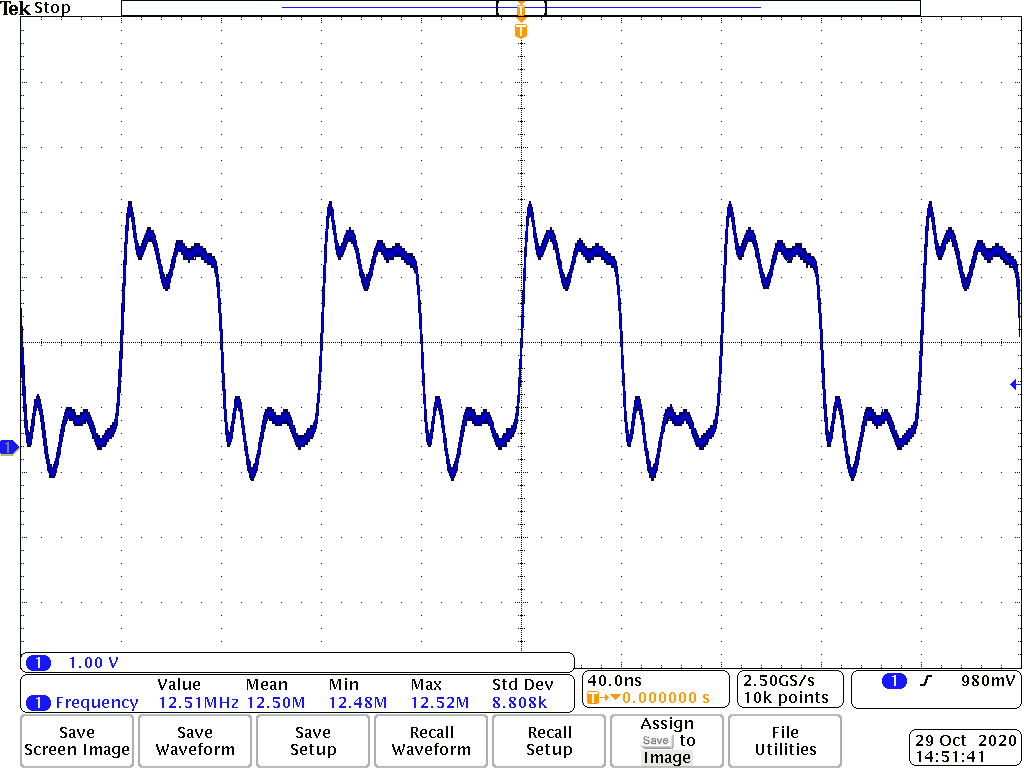 Tek Stop
T
T
1
1 1.00 V
Value Mean Min Max Std Dev
1 Frequency 12.51MHz 12.50M 12.48M 12.52M 8.808k
40.0ns
T→▼0.000000 s
2.50GS/s
10k points
1 980mV
Save
Screen Image
Save
Waveform
Save
Setup
Recall
Waveform
Recall
Setup
Assign
Save to
Image
File
Utilities
29 Oct 2020
14:51:41